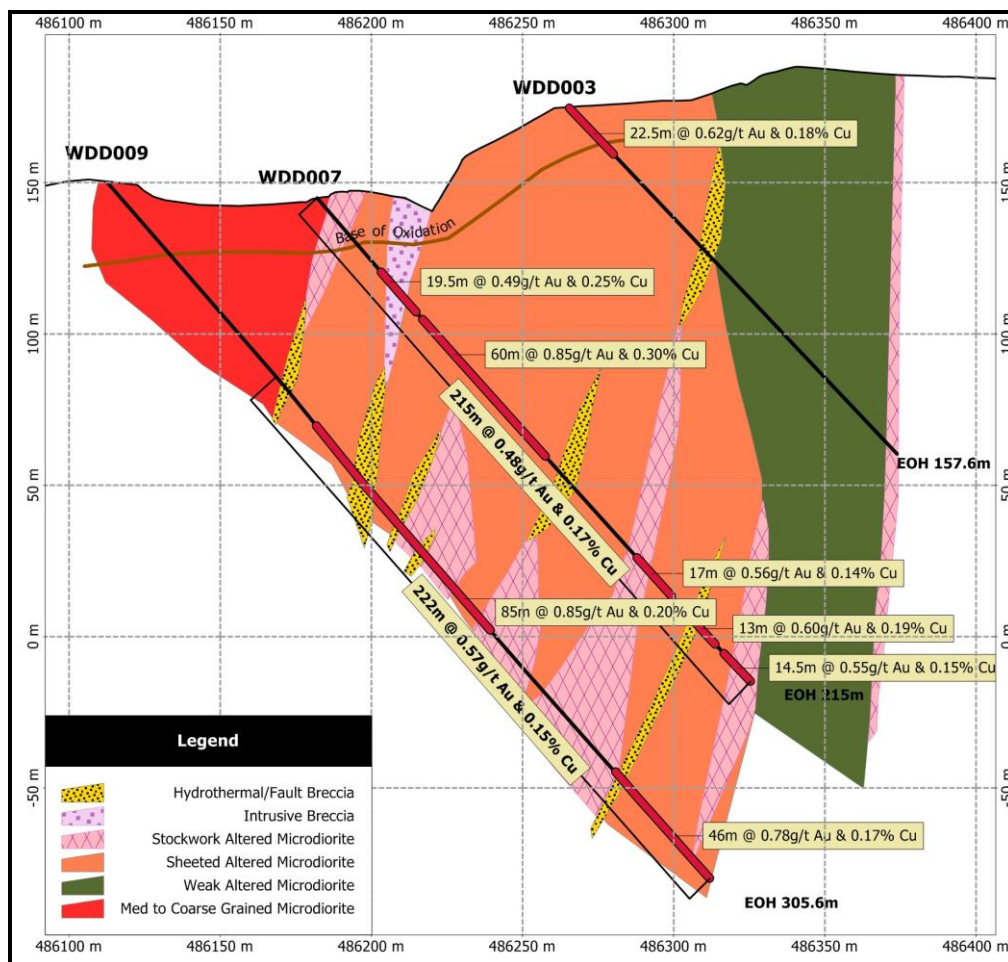 486100 m
486150 m
486200 m
486250 m
486300 m
486350 m
486400 m
WDD003
WDD009
WDD007
22.5m @ 0.62g/t Au & 0.18% Cu
150 m
150 m
Base of Oxidation
19.5m @ 0.49g/t Au & 0.25% Cu
100 m
100 m
60m @ 0.85g/t Au & 0.30% Cu
215m @ 0.48g/t Au & 0.17% Cu
EOH 157.6m
50 m
50 m
17m @ 0.56g/t Au & 0.14% Cu
85m @ 0.85g/t Au & 0.20% Cu
13m @ 0.60g/t Au & 0.19% Cu
0 m
0 m
222m @ 0.57g/t Au & 0.15% Cu
14.5m @ 0.55g/t Au & 0.15% Cu
EOH 215m
Legend
Hydrothermal/Fault Breccia
Intrusive Breccia
Stockwork Altered Microdiorite
Sheeted Altered Microdiorite
Weak Altered Microdiorite
Med to Coarse Grained Microdiorite
-50 m
-50 m
46m @ 0.78g/t Au & 0.17% Cu
EOH 305.6m
486100 m
486150 m
486200 m
486250 m
486300 m
486350 m
486400 m